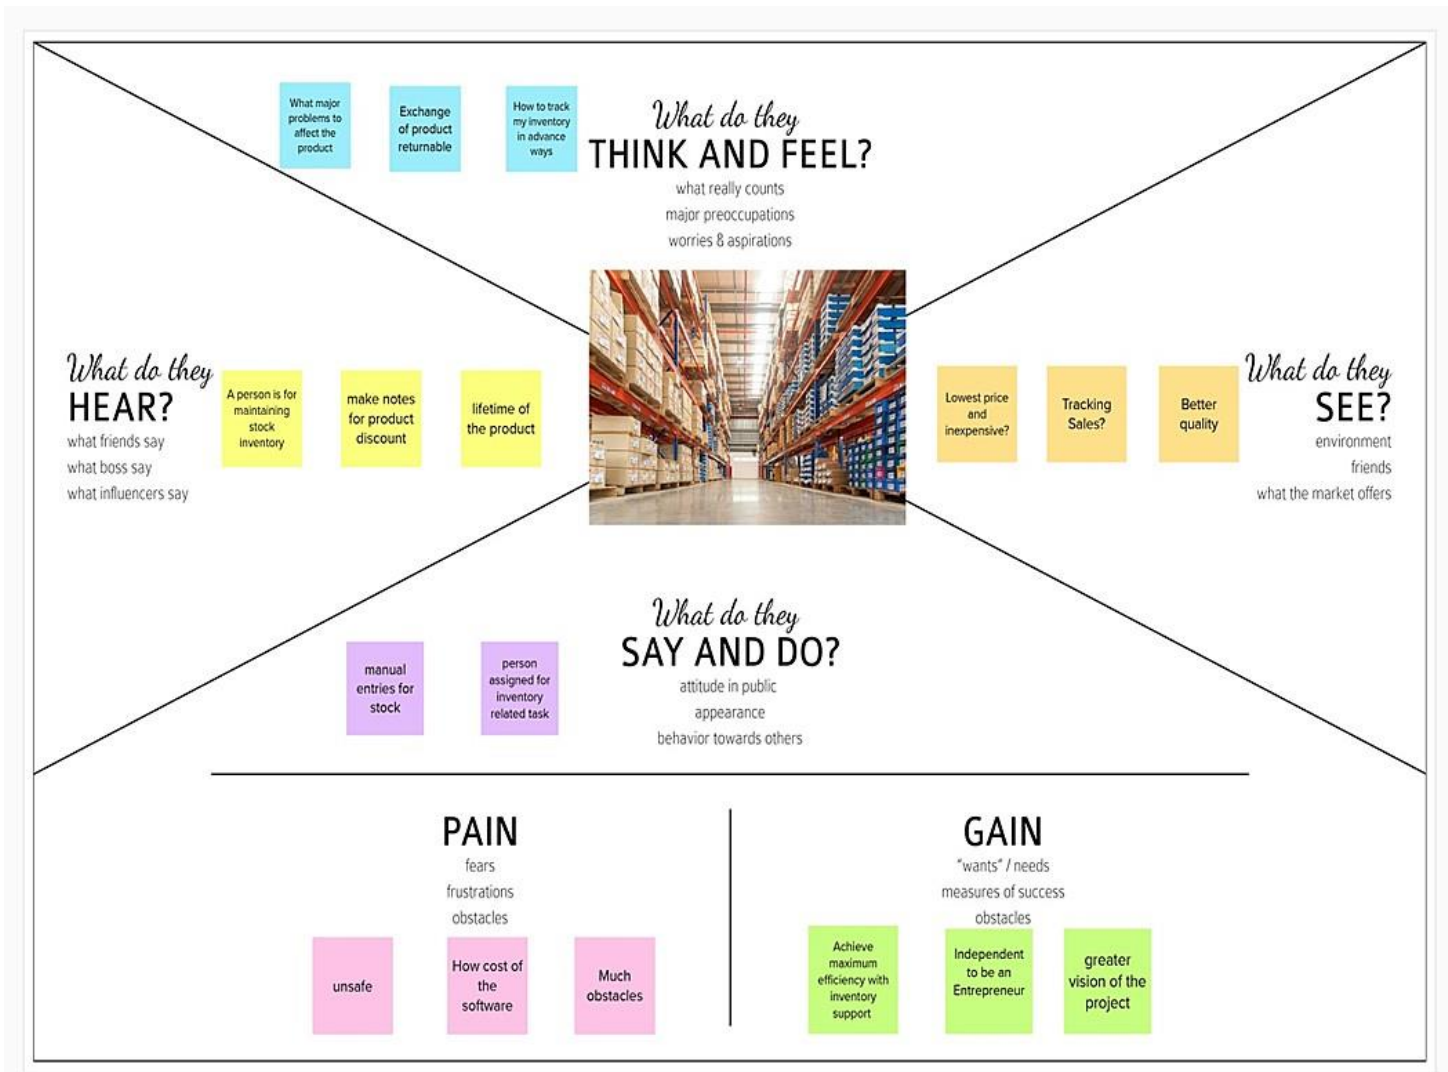 What major
problems to
affect the
product
Exchange
of product
returnable
How to track
my inventory
in advance
ways
What do they
THINK AND FEEL?
what really counts
major preoccupations
worries & aspirations
What do they
HEAR?
what friends say
what boss say
what influencers say
A person is for
maintaining
stock
inventory
make notes
for product
discount
lifetime of
the product
Lowest price
and
inexpensive?
Tracking
Sales?
Better
quality
What do they
SEE?
environment
friends
what the market offers
What do they
SAY AND DO?
attitude in public
appearance
behavior towards others
manual
entries for
stock
person
assigned for
inventory
related task
PAIN
fears
frustrations
obstacles
unsafe
How cost of
the
software
Much
obstacles
GAIN
"wants" / needs
measures of success
obstacles
Achieve
maximum
efficiency with
inventory
support
Independent
to be an
Entrepreneur
greater
vision of the
project